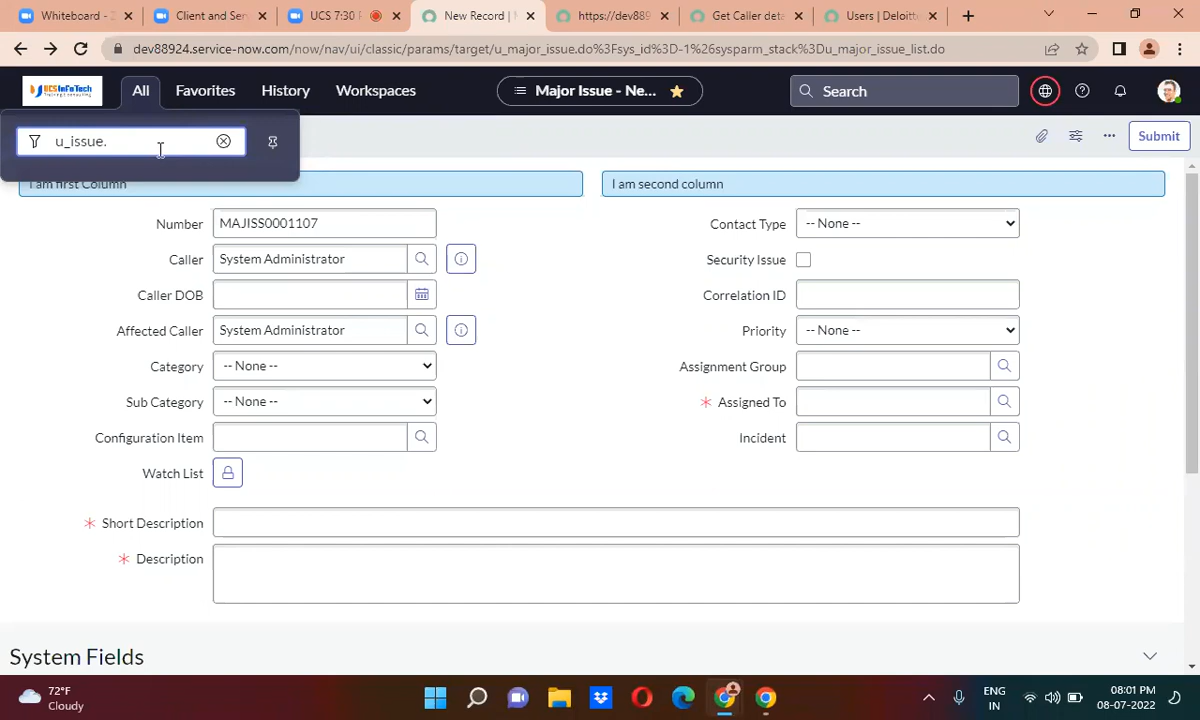 Whiteboard - Z
Client and Serv
UCS 7:30 F
New Record | M
https://dev889
Get Caller deta
Users | Deloitt
dev88924.service-now.com/now/nav/ui/classic/params/target/u_major_issue.do%3Fsys_id%3D-1%26sysparm_stack%3Du_major_issue_list.do
UCSInfoTech
All
Favorites
History
Workspaces
Major Issue - Ne...
Search
u_issue.
Submit
I am first Column
I am second column
Number
MAJISS0001107
Contact Type
-- None --
Caller
System Administrator
Security Issue
Caller DOB
Correlation ID
Affected Caller
System Administrator
Priority
-- None --
Category
-- None --
Assignment Group
Sub Category
-- None --
* Assigned To
Configuration Item
Incident
Watch List
* Short Description
* Description
System Fields
72°F
Cloudy
ENG
IN
08:01 PM
08-07-2022